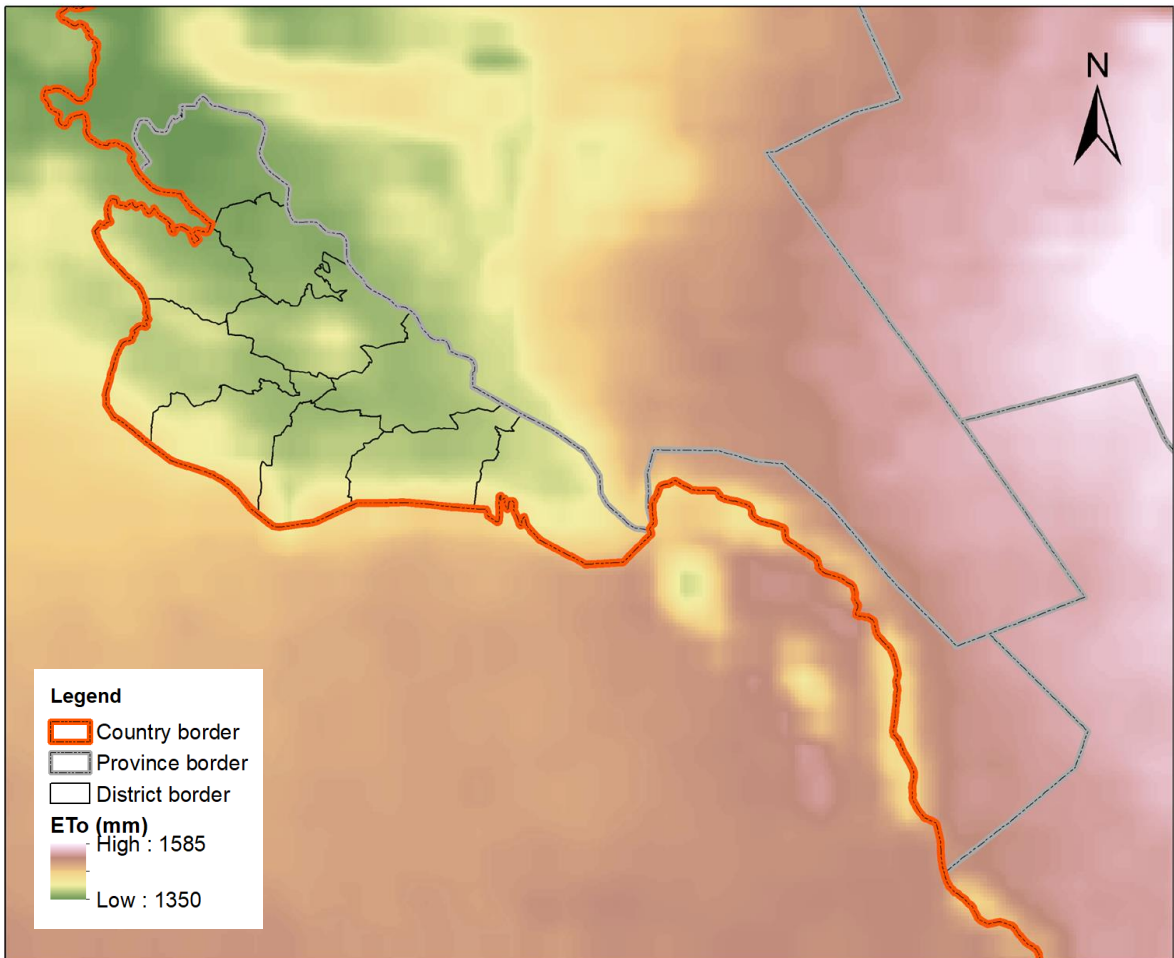 N
Legend
Country border
Province border
District border
ETo (mm)
High : 1585
Low : 1350